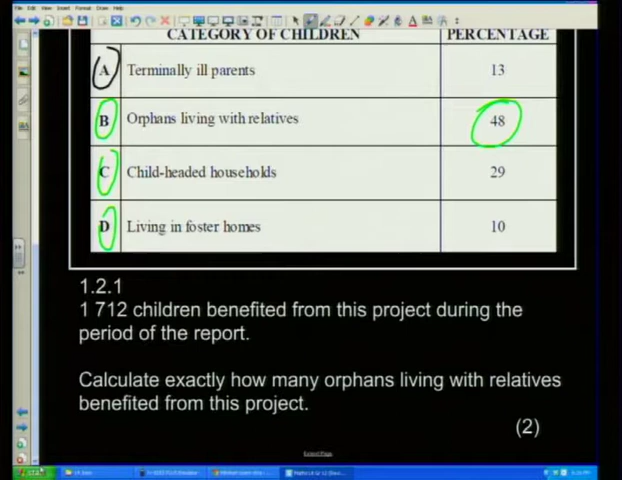 CATEGORY OF CHILDREN PERCENTAGE
A Terminally ill parents 13
B Orphans living with relatives 48
C Child-headed households 29
D Living in foster homes 10
1.2.1
1 712 children benefited from this project during the
period of the report.
Calculate exactly how many orphans living with relatives
benefited from this project.
(2)
Extend Page